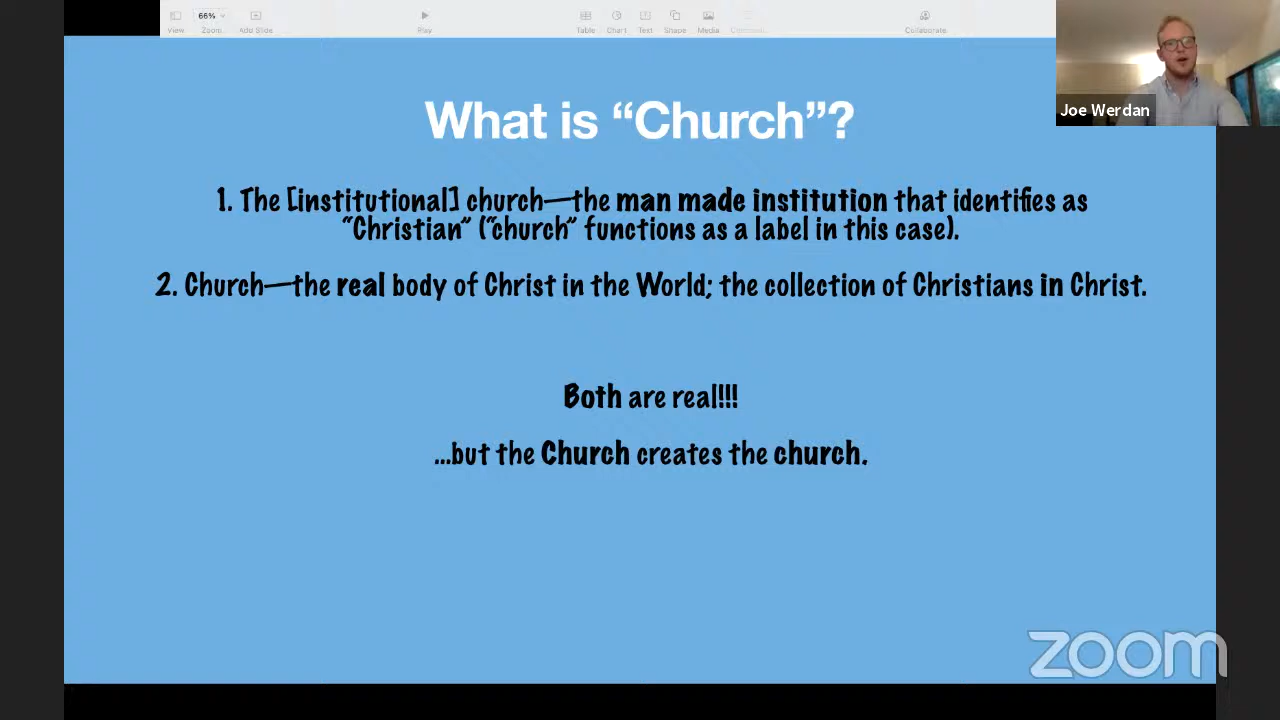 66%
View
Zoom
Add Slide
Play
Table
Chart
Text
Shape
Media
Collaborate
Joe Werdan
What is “Church”?
1. The [institutional] church—the man made institution that identifies as
“Christian” (“church” functions as a label in this case).
2. Church—the real body of Christ in the World; the collection of Christians in Christ.
Both are real!!!
...but the Church creates the church.
zoom